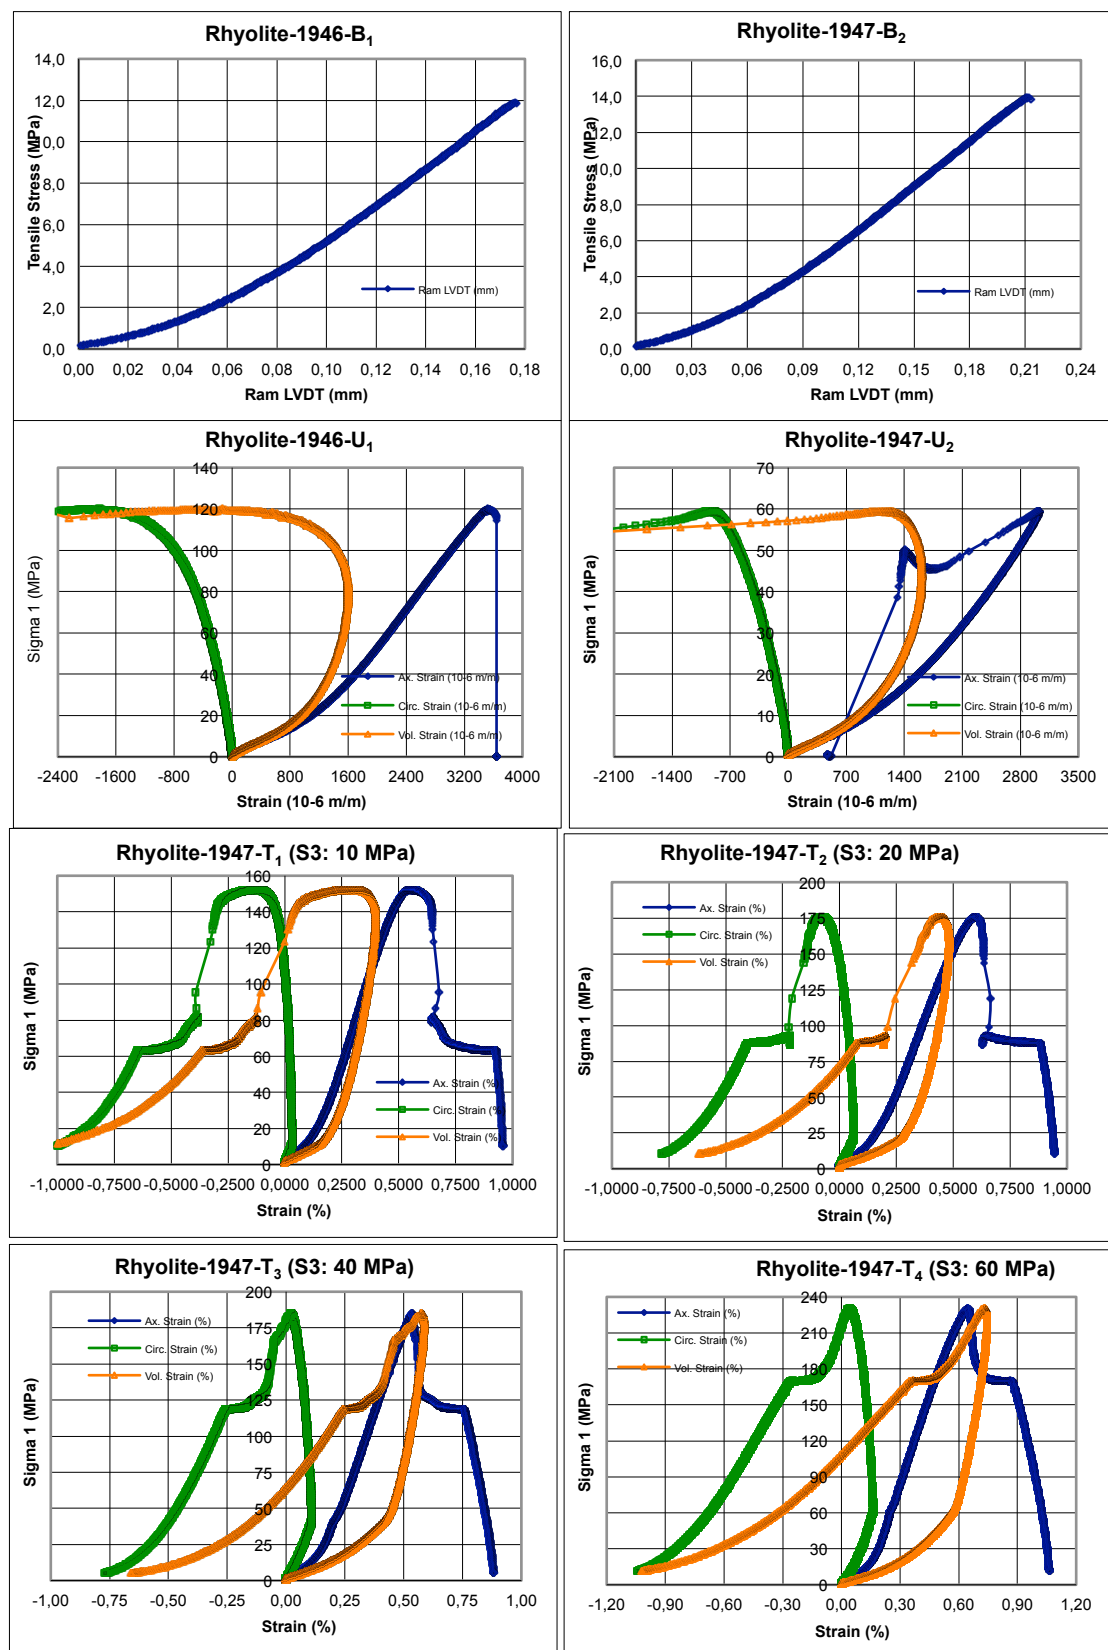 Rhyolite-1946-B1
14,0
12,0
10,0
8,0
6,0
4,0
2,0
0,0
Tensile Stress (MPa)
Ram LVDT (mm)
0,00 0,02 0,04 0,06 0,08 0,10 0,12 0,14 0,16 0,18
Ram LVDT (mm)
Rhyolite-1947-B2
16,0
14,0
12,0
10,0
8,0
6,0
4,0
2,0
0,0
Tensile Stress (MPa)
Ram LVDT (mm)
0,00 0,03 0,06 0,09 0,12 0,15 0,18 0,21 0,24
Ram LVDT (mm)
Rhyolite-1946-U1
140
120
100
80
60
40
20
0
Sigma 1 (MPa)
Ax. Strain (10-6 m/m)
Circ. Strain (10-6 m/m)
Vol. Strain (10-6 m/m)
-2400 -1600 -800 0 800 1600 2400 3200 4000
Strain (10-6 m/m)
Rhyolite-1947-U2
70
60
50
40
30
20
10
0
Sigma 1 (MPa)
Ax. Strain (10-6 m/m)
Circ. Strain (10-6 m/m)
Vol. Strain (10-6 m/m)
-2100 -1400 -700 0 700 1400 2100 2800 3500
Strain (10-6 m/m)
Rhyolite-1947-T1 (S3: 10 MPa)
160
140
120
100
80
60
40
20
0
Sigma 1 (MPa)
Ax. Strain (%)
Circ. Strain (%)
Vol. Strain (%)
-1,0000 -0,7500 -0,5000 -0,2500 0,0000 0,2500 0,5000 0,7500 1,0000
Strain (%)
Rhyolite-1947-T2 (S3: 20 MPa)
200
175
150
125
100
75
50
25
0
Sigma 1 (MPa)
Ax. Strain (%)
Circ. Strain (%)
Vol. Strain (%)
-1,0000 -0,7500 -0,5000 -0,2500 0,0000 0,2500 0,5000 0,7500 1,0000
Strain (%)
Rhyolite-1947-T3 (S3: 40 MPa)
200
175
150
125
100
75
50
25
0
Sigma 1 (MPa)
Ax. Strain (%)
Circ. Strain (%)
Vol. Strain (%)
-1,00 -0,75 -0,50 -0,25 0,00 0,25 0,50 0,75 1,00
Strain (%)
Rhyolite-1947-T4 (S3: 60 MPa)
240
210
180
150
120
90
60
30
0
Sigma 1 (MPa)
Ax. Strain (%)
Circ. Strain (%)
Vol. Strain (%)
-1,20 -0,90 -0,60 -0,30 0,00 0,30 0,60 0,90 1,20
Strain (%)